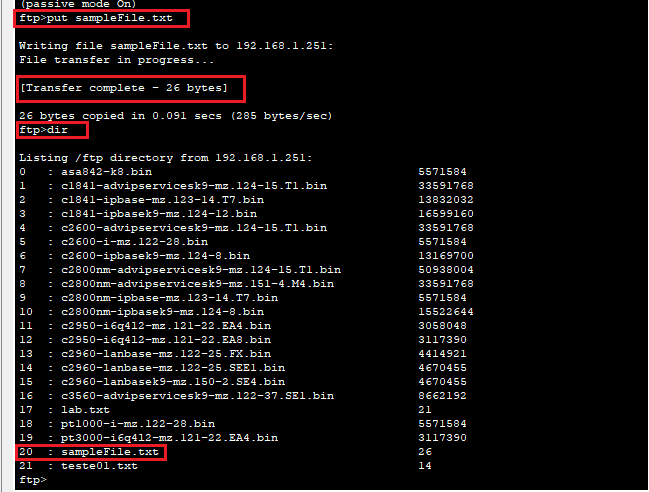 (passive mode On)
ftp>put sampleFile.txt
Writing file sampleFile.txt to 192.168.1.251:
File transfer in progress...
[Transfer complete - 26 bytes]
26 bytes copied in 0.091 secs (285 bytes/sec)
ftp>dir
Listing /ftp directory from 192.168.1.251:
0 : asa842-k8.bin 5571584
1 : c1841-advipservicesk9-mz.124-15.T1.bin 33591768
2 : c1841-ipbase-mz.123-14.T7.bin 13832032
3 : c1841-ipbasek9-mz.124-12.bin 16599160
4 : c2600-advipservicesk9-mz.124-15.T1.bin 33591768
5 : c2600-i-mz.122-28.bin 5571584
6 : c2600-ipbasek9-mz.124-8.bin 13169700
7 : c2800nm-advipservicesk9-mz.124-15.T1.bin 50938004
8 : c2800nm-advipservicesk9-mz.151-4.M4.bin 33591768
9 : c2800nm-ipbase-mz.123-14.T7.bin 5571584
10 : c2800nm-ipbasek9-mz.124-8.bin 15522644
11 : c2950-i6q4l2-mz.121-22.EA4.bin 3058048
12 : c2950-i6q4l2-mz.121-22.EA8.bin 3117390
13 : c2960-lanbase-mz.122-25.FX.bin 4414921
14 : c2960-lanbase-mz.122-25.SEE1.bin 4670455
15 : c2960-lanbasek9-mz.150-2.SE4.bin 4670455
16 : c3560-advipservicesk9-mz.122-37.SE1.bin 8662192
17 : lab.txt 21
18 : pt1000-i-mz.122-28.bin 5571584
19 : pt3000-i6q4l2-mz.121-22.EA4.bin 3117390
20 : sampleFile.txt 26
21 : teste01.txt 14
ftp>